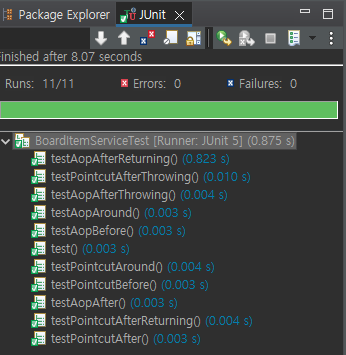 Package Explorer JUnit
Finished after 8.07 seconds
Runs: 11/11 Errors: 0 Failures: 0
BoardItemServiceTest [Runner: JUnit 5] (0.875 s)
testAopAfterReturning() (0.823 s)
testPointcutAfterThrowing() (0.010 s)
testAopAfterThrowing() (0.004 s)
testAopAround() (0.003 s)
testAopBefore() (0.003 s)
test() (0.003 s)
testPointcutAround() (0.004 s)
testPointcutBefore() (0.003 s)
testAopAfter() (0.003 s)
testPointcutAfterReturning() (0.004 s)
testPointcutAfter() (0.003 s)